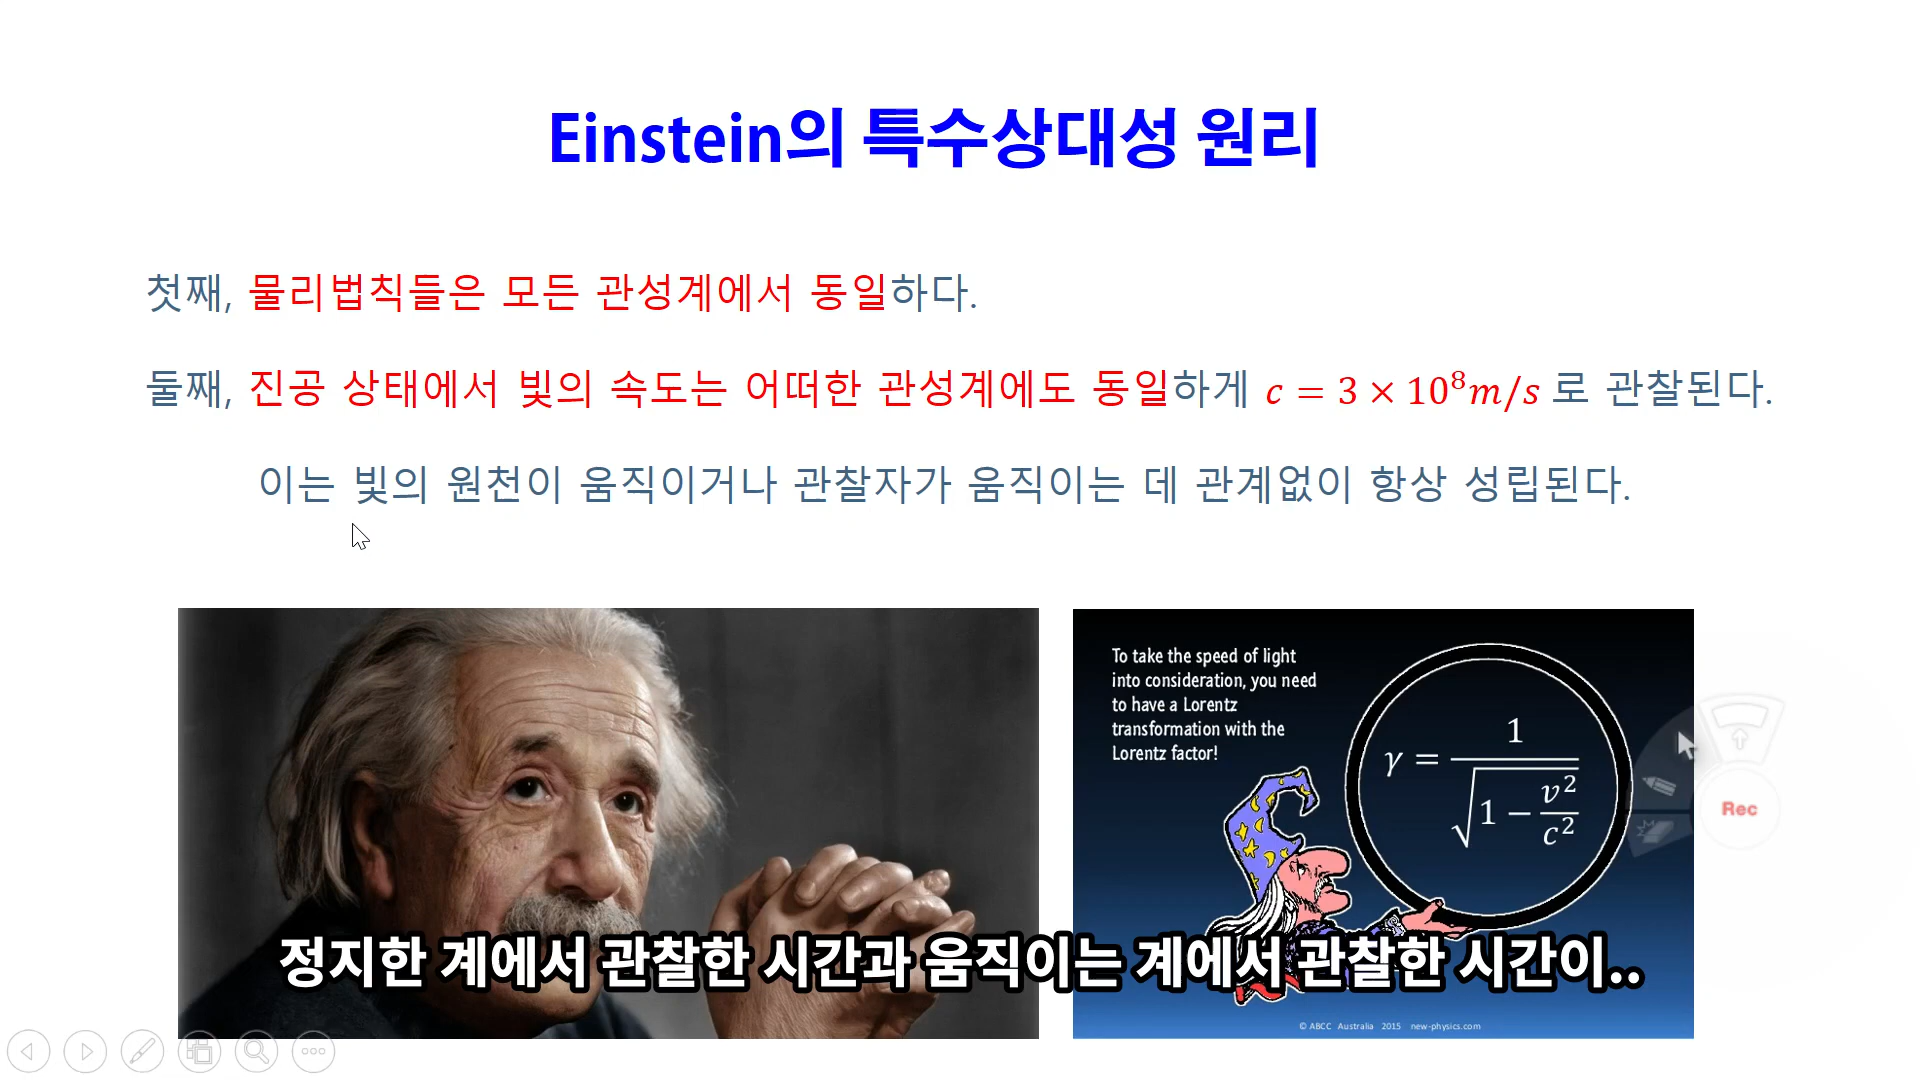 Einstein의 특수상대성 원리
첫째, 물리법칙들은 모든 관성계에서 동일하다.
둘째, 진공 상태에서 빛의 속도는 어떠한 관성계에도 동일하게 c = 3 × 10⁸m/s 로 관찰된다.
이는 빛의 원천이 움직이거나 관찰자가 움직이는 데 관계없이 항상 성립된다.
To take the speed of light
into consideration, you need
to have a Lorentz
transformation with the
Lorentz factor!
γ = 1 / √(1 − v²/c²)
Rec
정지한 계에서 관찰한 시간과 움직이는 계에서 관찰한 시간이..
© ABCC Australia 2015 new-physics.com